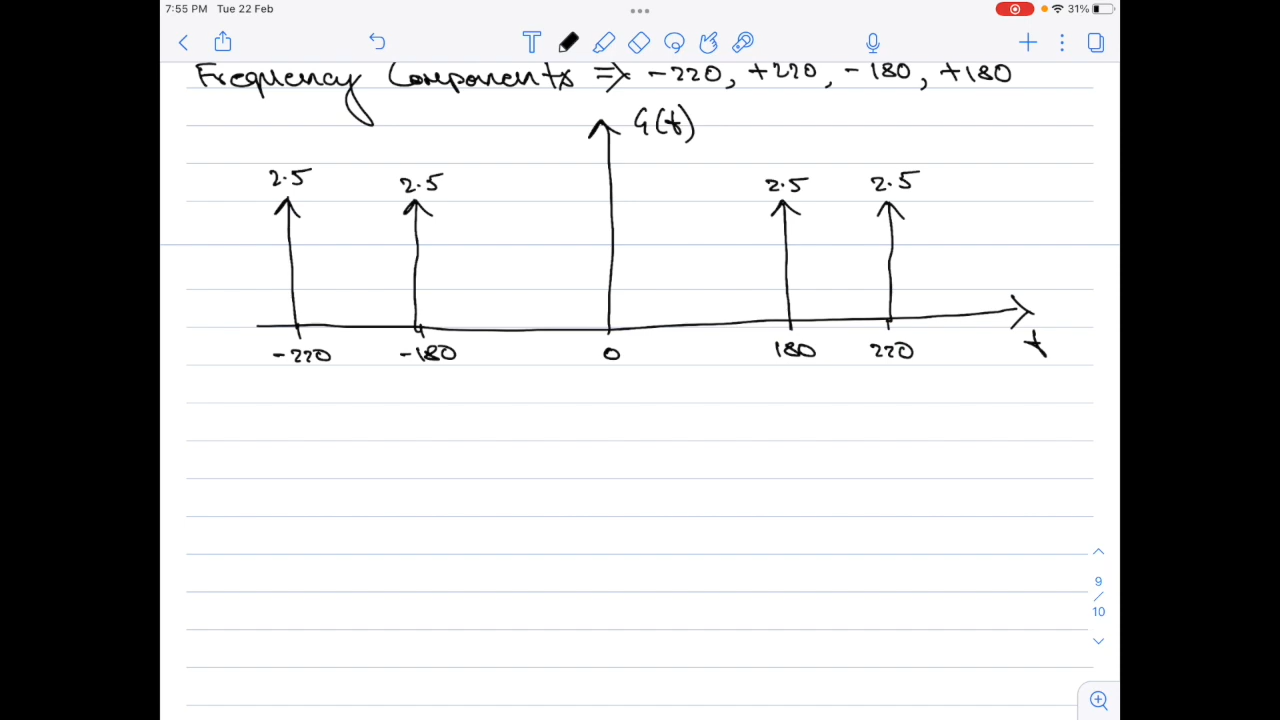 7:55 PM Tue 22 Feb
31%
T
Frequency Components => -220, +220, -180, +180
G(f)
2.5 2.5 2.5 2.5
-220 -180 0 180 220
f
9
/
10